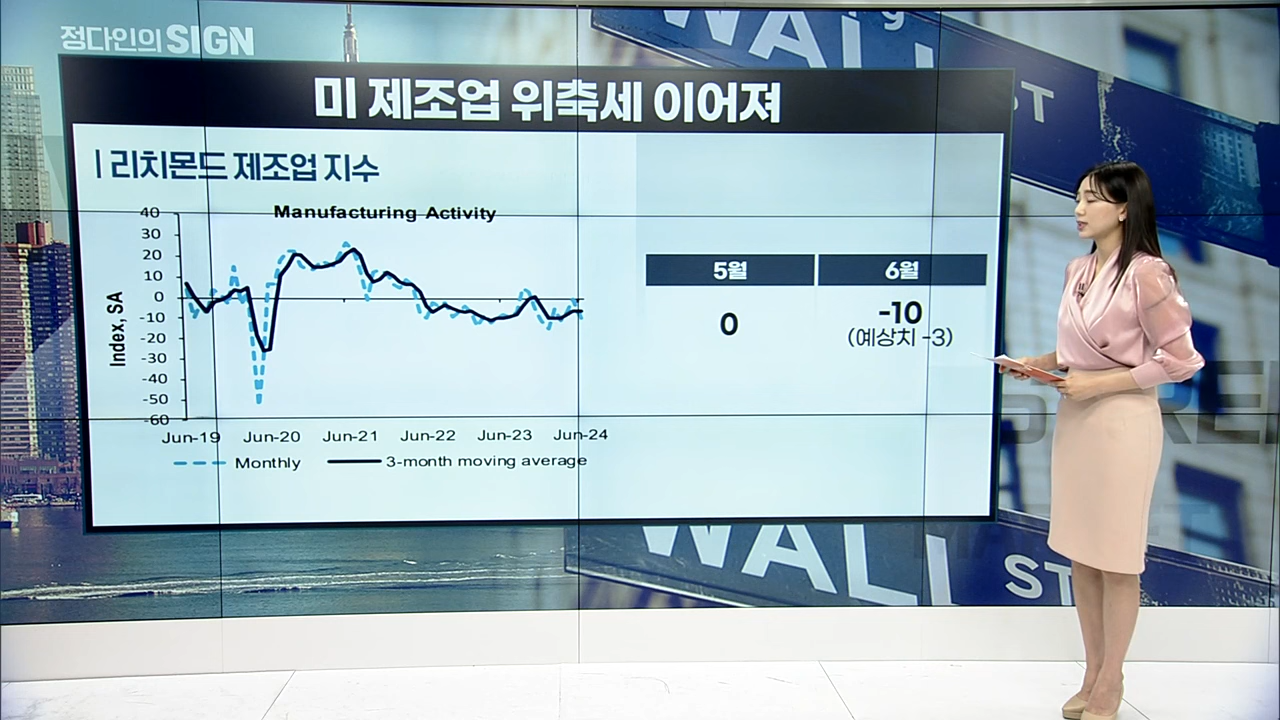 정다인의 SIGN
WALL
ST
미 제조업 위축세 이어져
리치몬드 제조업 지수
Manufacturing Activity
Index, SA
40
30
20
10
0
-10
-20
-30
-40
-50
-60
Jun-19 Jun-20 Jun-21 Jun-22 Jun-23 Jun-24
Monthly 3-month moving average
5월 6월
0 -10
(예상치 -3)
WALL ST